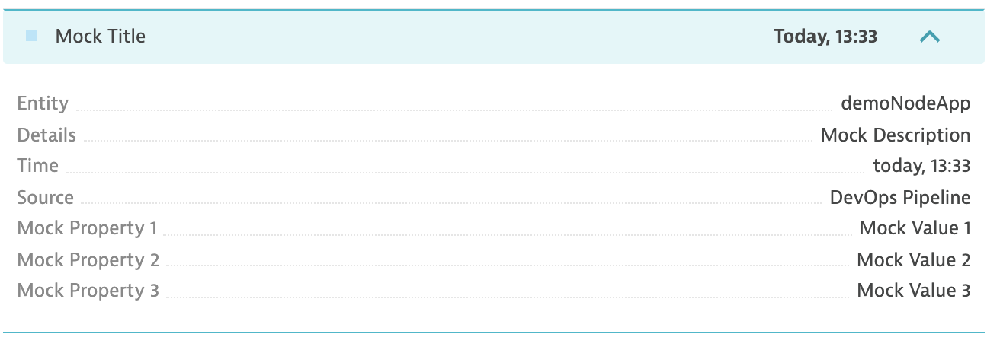 Mock Title Today, 13:33
Entity demoNodeApp
Details Mock Description
Time today, 13:33
Source DevOps Pipeline
Mock Property 1 Mock Value 1
Mock Property 2 Mock Value 2
Mock Property 3 Mock Value 3